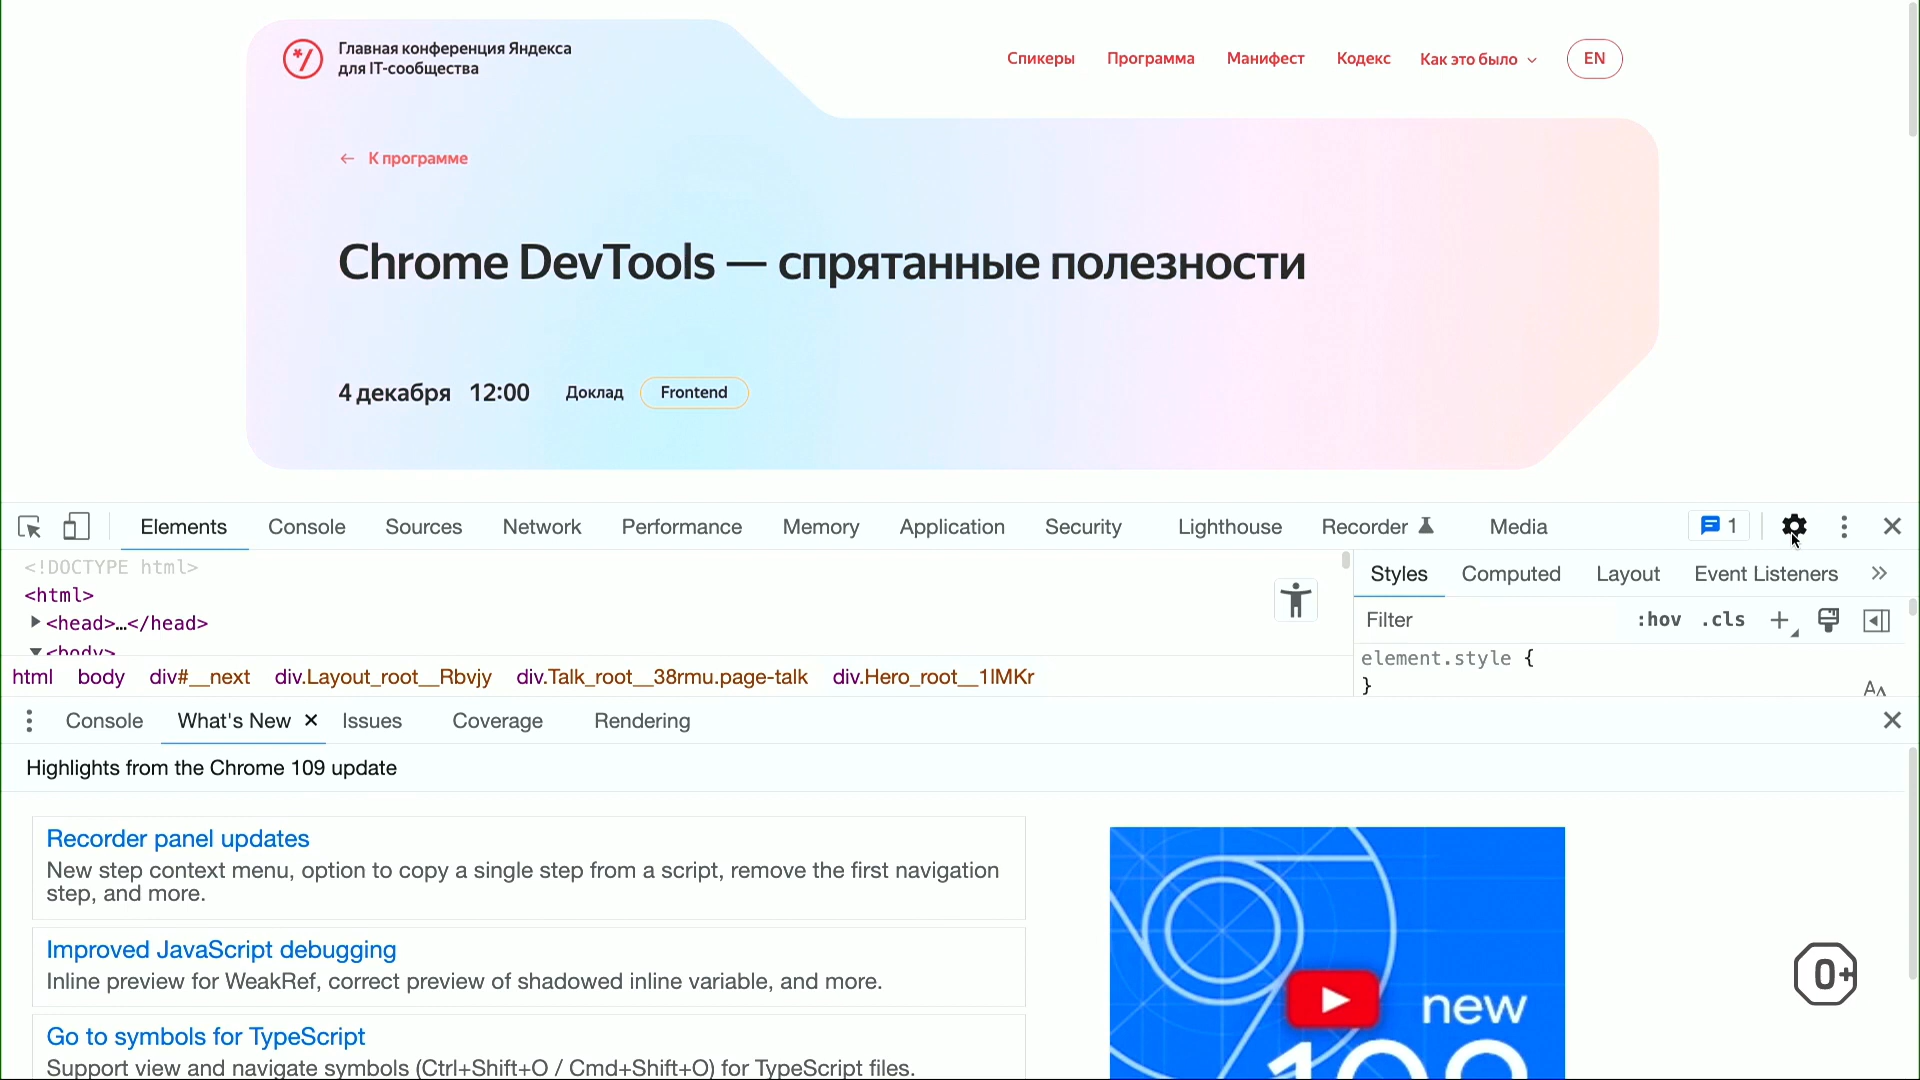 Главная конференция Яндекса
для IT-сообщества
Спикеры Программа Манифест Кодекс Как это было EN
← К программе
Chrome DevTools — спрятанные полезности
4 декабря 12:00 Доклад Frontend
Elements Console Sources Network Performance Memory Application Security Lighthouse Recorder Media 1
<!DOCTYPE html>
<html>
<head>…</head>
<body>
html body div#__next div.Layout_root__Rbvjy div.Talk_root__38rmu.page-talk div.Hero_root__1lMKr
Styles Computed Layout Event Listeners
Filter :hov .cls
element.style {
}
Console What's New Issues Coverage Rendering
Highlights from the Chrome 109 update
Recorder panel updates
New step context menu, option to copy a single step from a script, remove the first navigation
step, and more.
Improved JavaScript debugging
Inline preview for WeakRef, correct preview of shadowed inline variable, and more.
Go to symbols for TypeScript
Support view and navigate symbols (Ctrl+Shift+O / Cmd+Shift+O) for TypeScript files.
new
109
0+